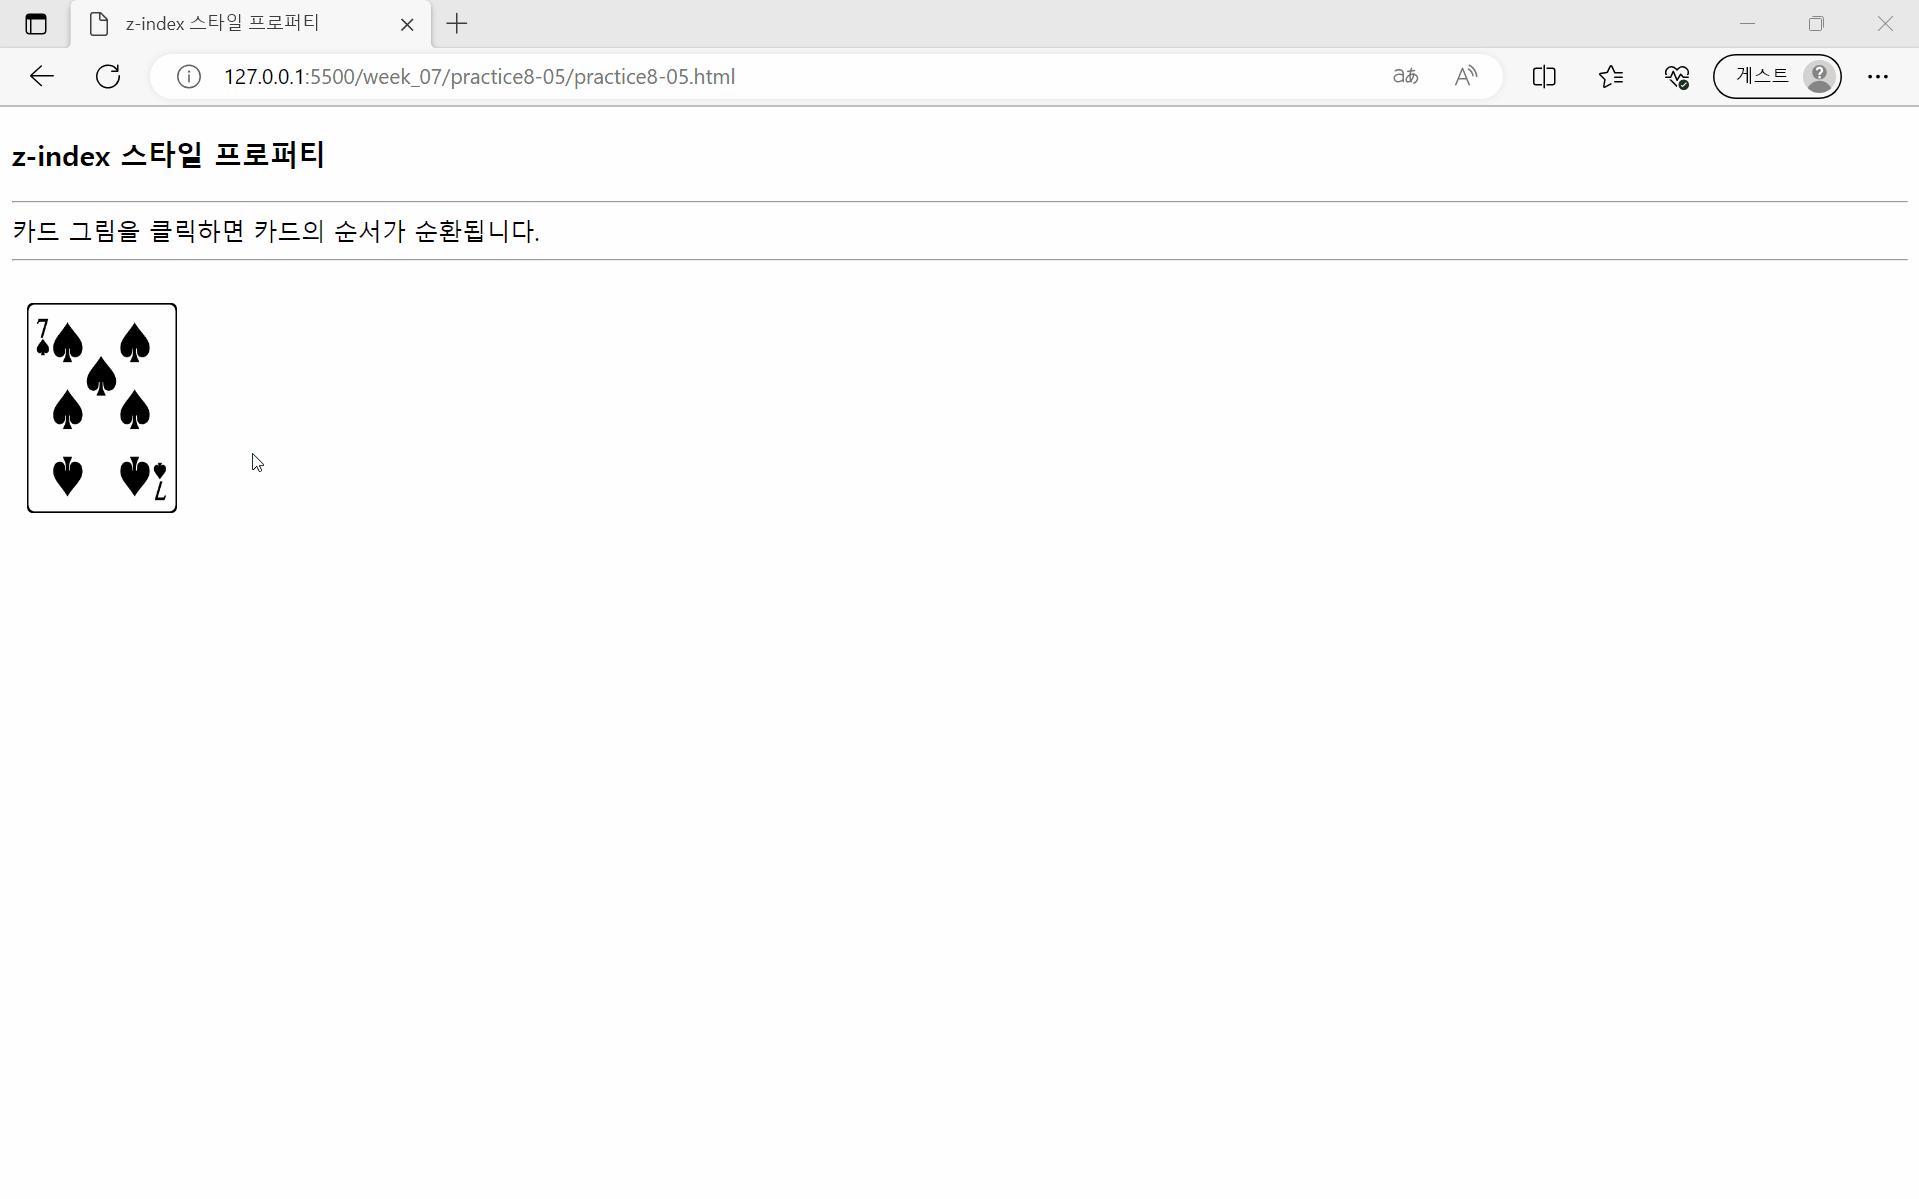 z-index 스타일 프로퍼티
127.0.0.1:5500/week_07/practice8-05/practice8-05.html
aあ
A
게스트
z-index 스타일 프로퍼티
카드 그림을 클릭하면 카드의 순서가 순환됩니다.
7
7